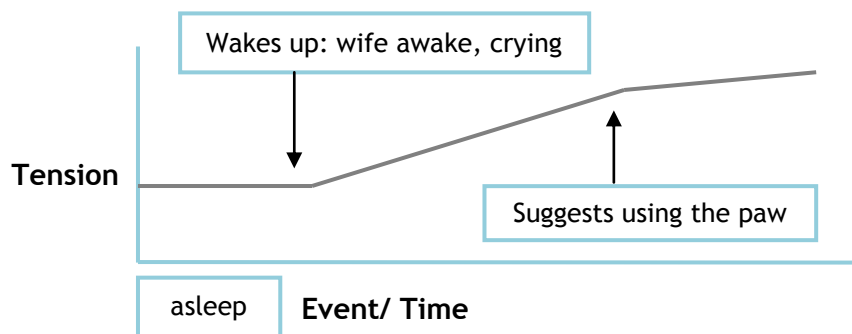 Wakes up: wife awake, crying
Tension
Suggests using the paw
asleep
Event/ Time